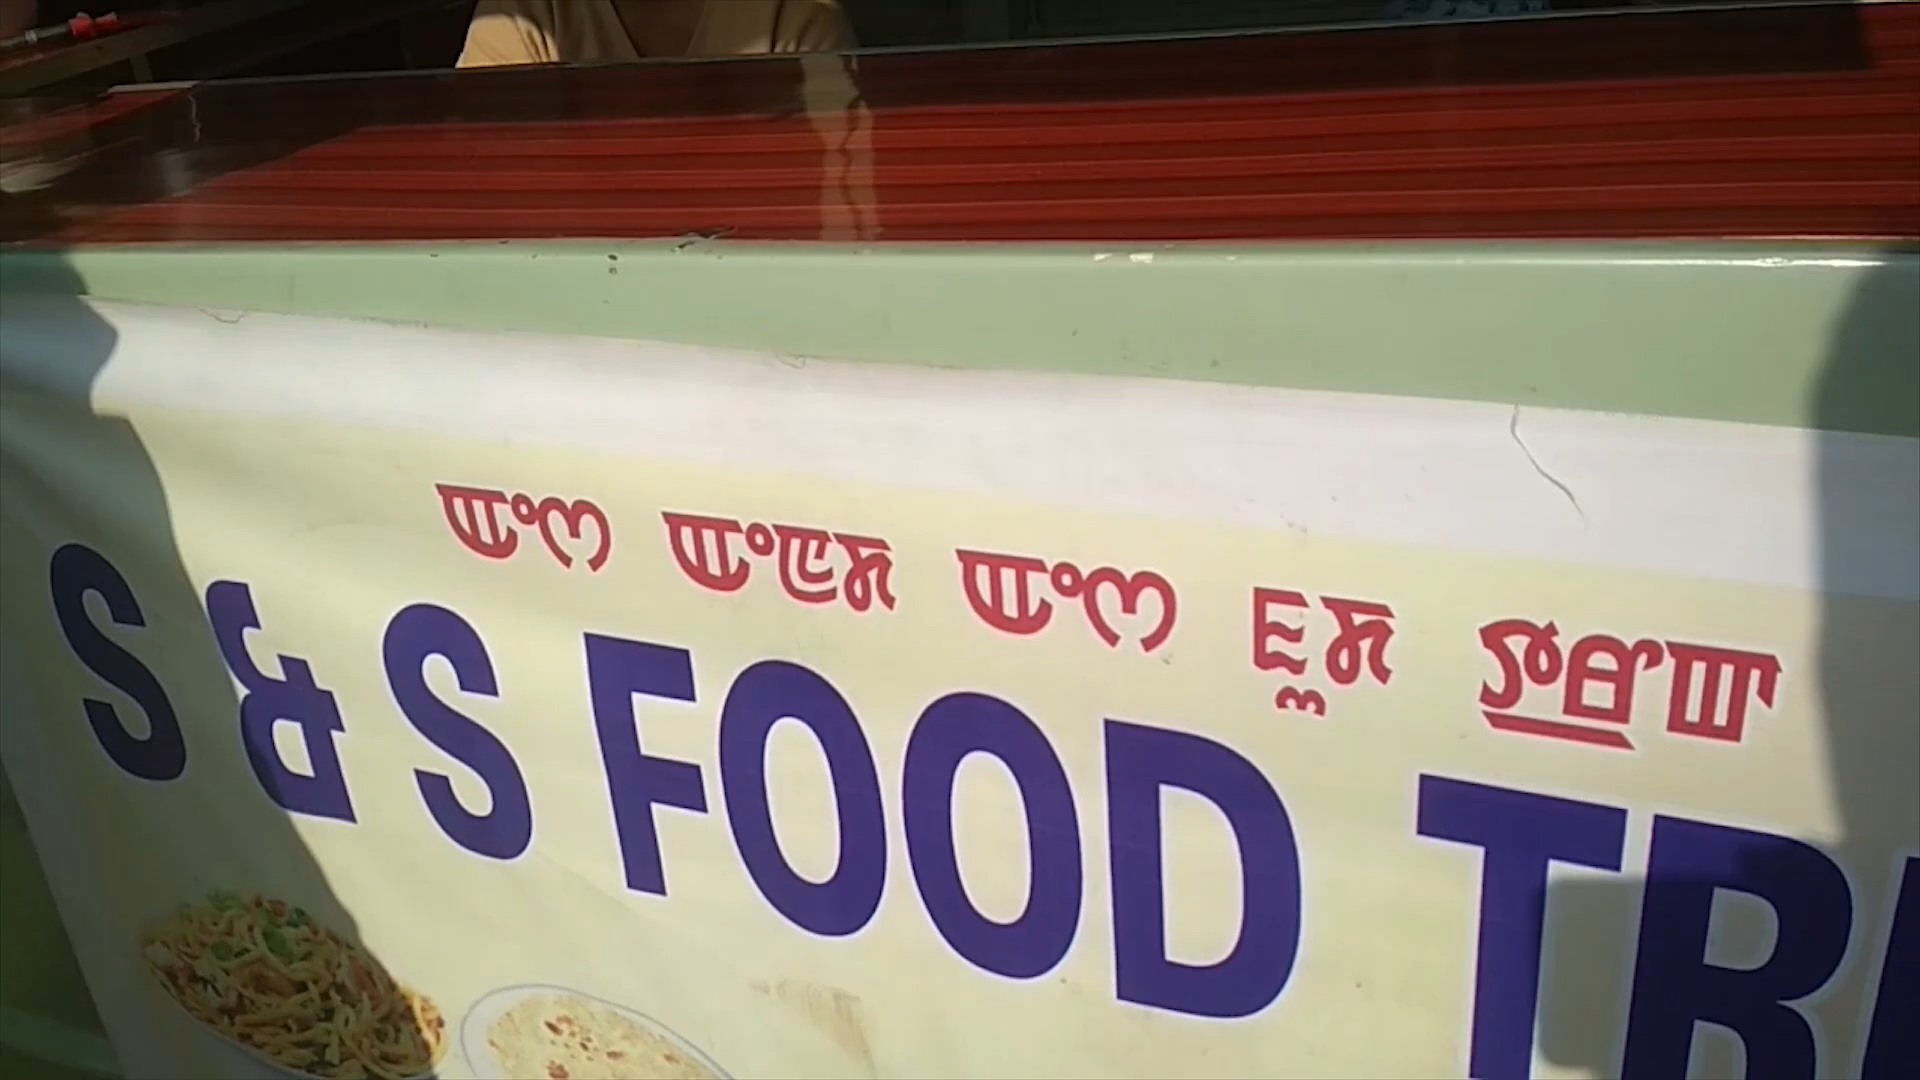 ꯑꯦꯁ ꯑꯦꯟꯗ ꯑꯦꯁ ꯐꯨꯗ ꯇ꯭ꯔꯤꯞ
S & S FOOD